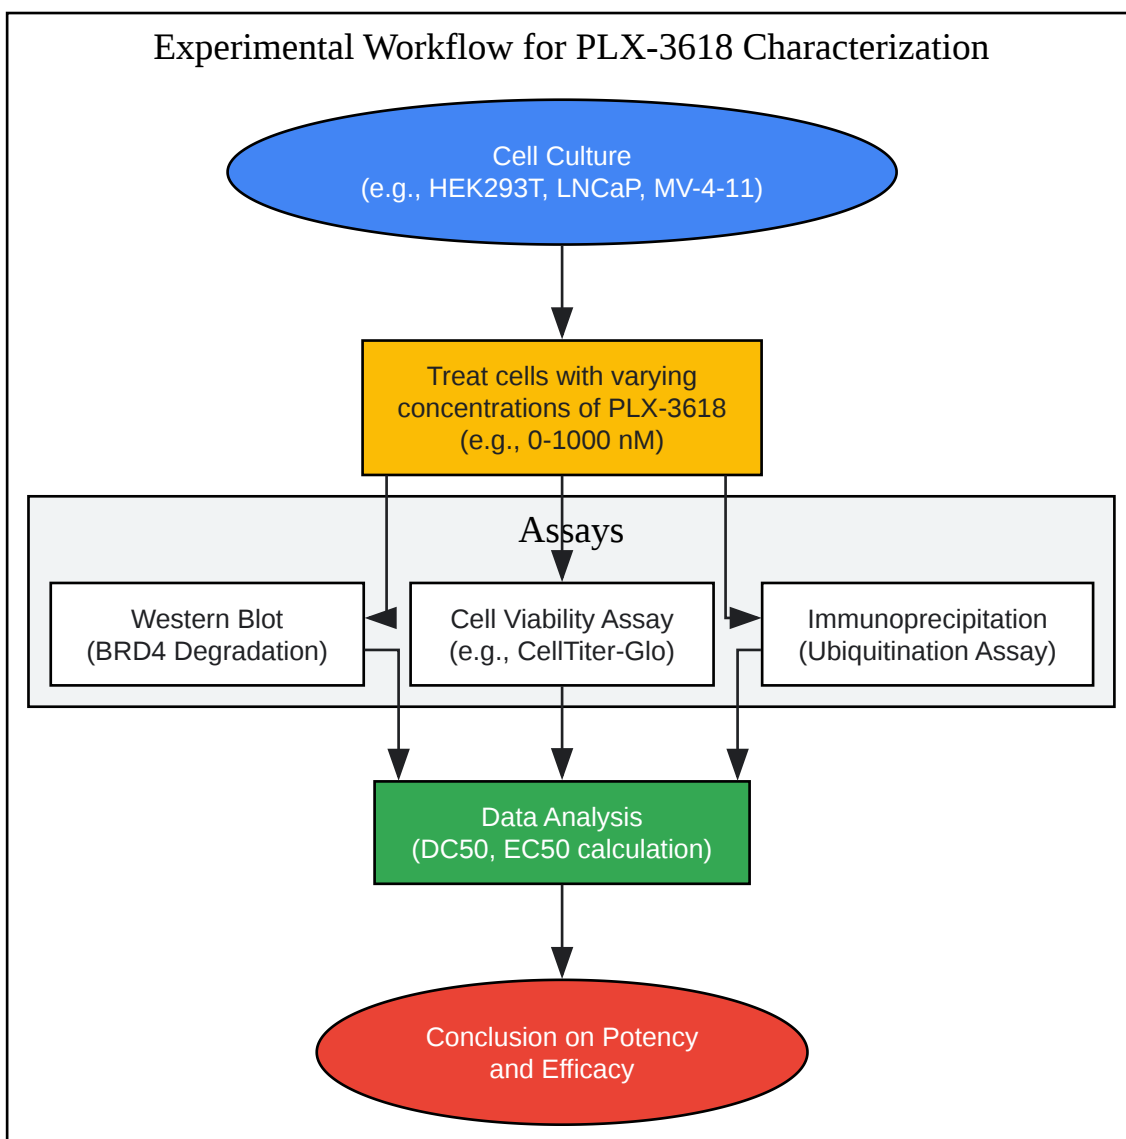 Experimental Workflow for PLX-3618 Characterization
Cell Culture
(e.g., HEK293T, LNCaP, MV-4-11)
Treat cells with varying
concentrations of PLX-3618
(e.g., 0-1000 nM)
Assays
Western Blot
(BRD4 Degradation)
Cell Viability Assay
(e.g., CellTiter-Glo)
Immunoprecipitation
(Ubiquitination Assay)
Data Analysis
(DC50, EC50 calculation)
Conclusion on Potency
and Efficacy